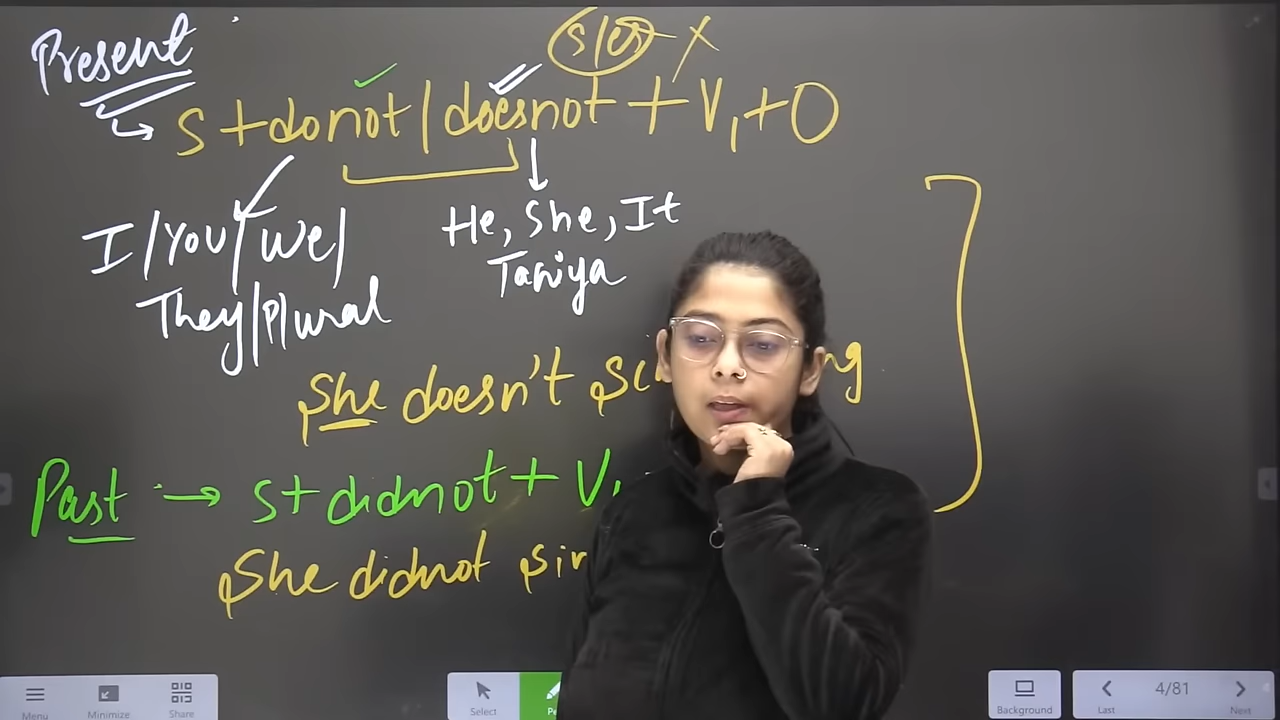 Present
s/es X
S + donot / doesnot + V1 + O
I / You / We /
They / Plural
He, She, It
Taniya
She doesn't
Past → S + didnot + V1
She didnot
Menu
Minimize
Share
Select
Background
Last
4/81
Next